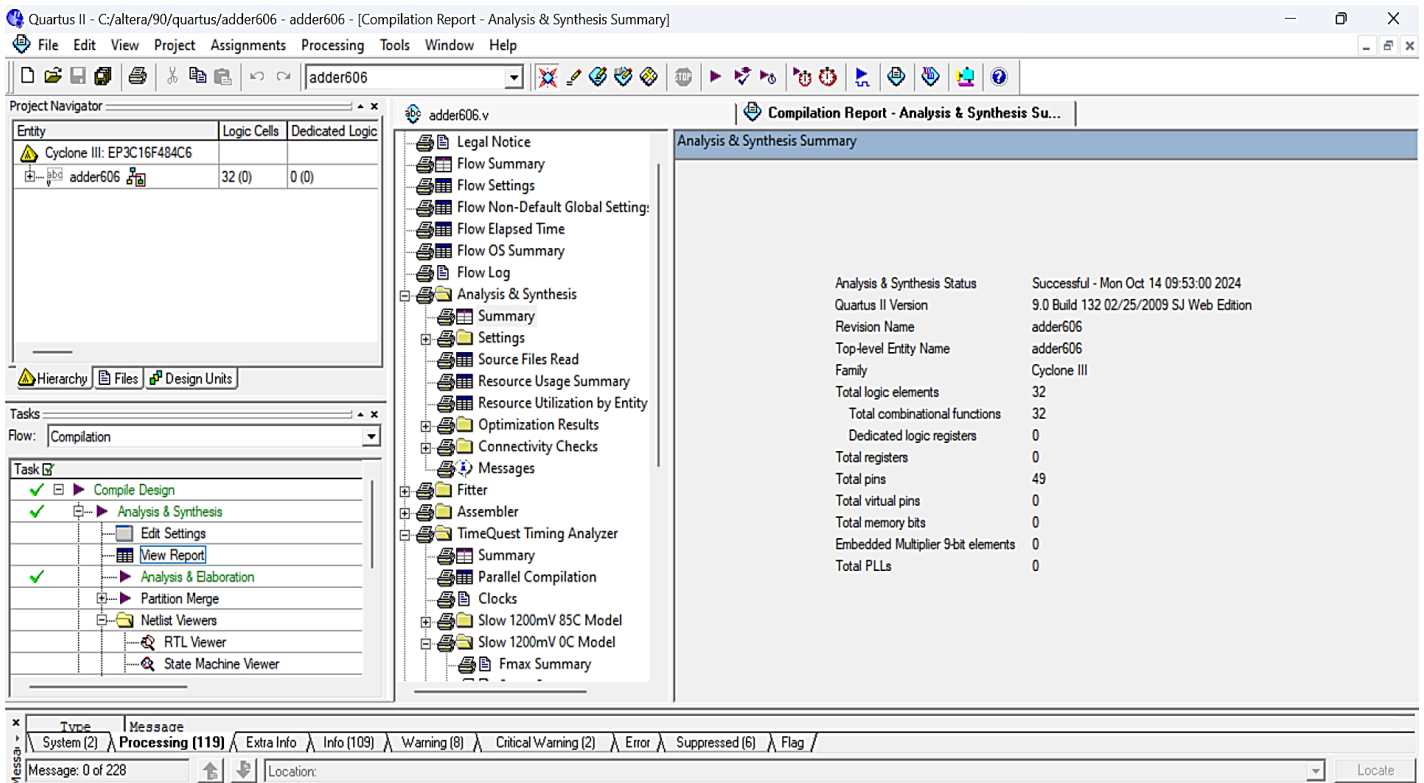 Quartus II - C:/altera/90/quartus/adder606 - adder606 - [Compilation Report - Analysis & Synthesis Summary]
File Edit View Project Assignments Processing Tools Window Help
adder606
STOP
Project Navigator
Entity Logic Cells Dedicated Logic
Cyclone III: EP3C16F484C6
abc adder606 32 (0) 0 (0)
Hierarchy Files Design Units
Tasks
Flow: Compilation
Task
Compile Design
Analysis & Synthesis
Edit Settings
View Report
Analysis & Elaboration
Partition Merge
Netlist Viewers
RTL Viewer
State Machine Viewer
abc adder606.v
Compilation Report - Analysis & Synthesis Su...
Legal Notice
Flow Summary
Flow Settings
Flow Non-Default Global Settings
Flow Elapsed Time
Flow OS Summary
Flow Log
Analysis & Synthesis
Summary
Settings
Source Files Read
Resource Usage Summary
Resource Utilization by Entity
Optimization Results
Connectivity Checks
Messages
Fitter
Assembler
TimeQuest Timing Analyzer
Summary
Parallel Compilation
Clocks
Slow 1200mV 85C Model
Slow 1200mV 0C Model
Fmax Summary
Analysis & Synthesis Summary
Analysis & Synthesis Status Successful - Mon Oct 14 09:53:00 2024
Quartus II Version 9.0 Build 132 02/25/2009 SJ Web Edition
Revision Name adder606
Top-level Entity Name adder606
Family Cyclone III
Total logic elements 32
Total combinational functions 32
Dedicated logic registers 0
Total registers 0
Total pins 49
Total virtual pins 0
Total memory bits 0
Embedded Multiplier 9-bit elements 0
Total PLLs 0
Type Message
System (2) Processing (119) Extra Info Info (109) Warning (8) Critical Warning (2) Error Suppressed (6) Flag
Message: 0 of 228 Location: Locate